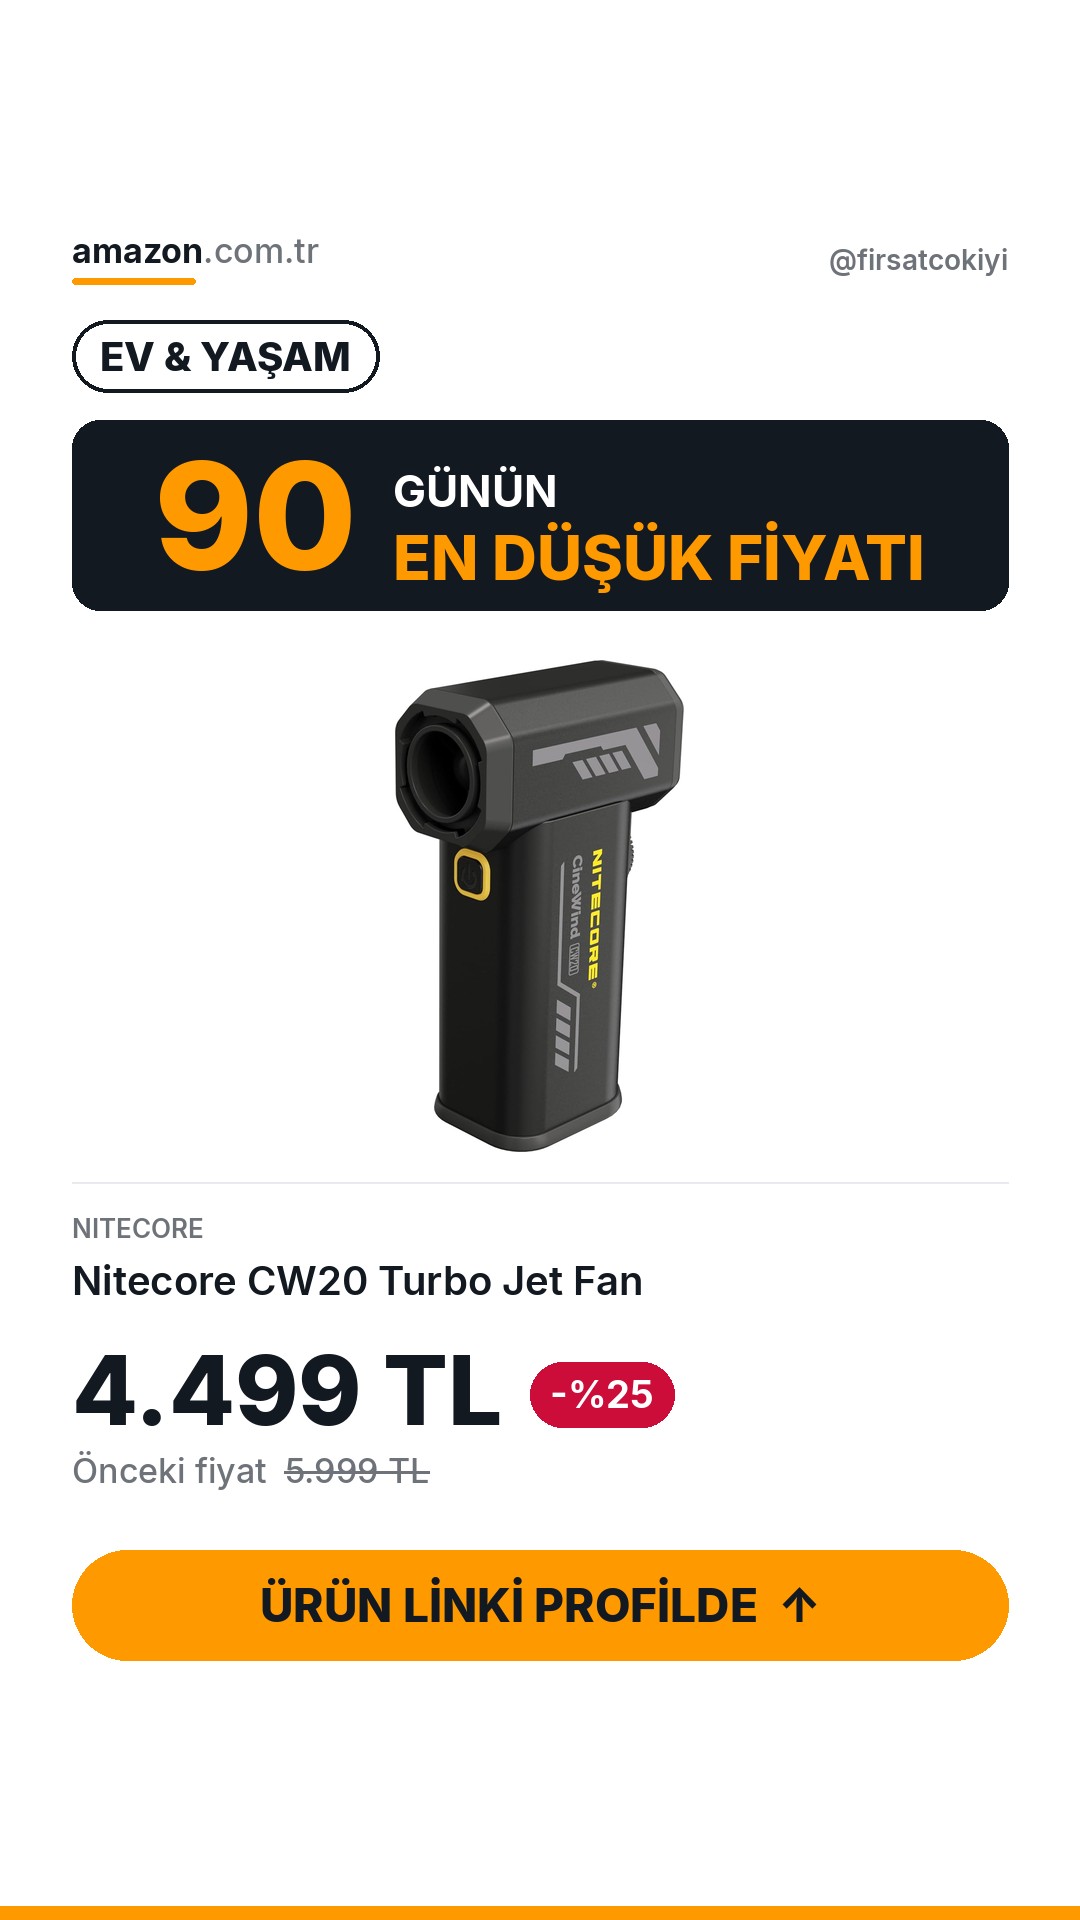 amazon.com.tr
@firsatcokiyi
EV & YAŞAM
90
GÜNÜN
EN DÜŞÜK FİYATI
NITECORE®
CineWind CW20
NITECORE
Nitecore CW20 Turbo Jet Fan
4.499 TL -%25
Önceki fiyat 5.999 TL
ÜRÜN LİNKİ PROFİLDE ↑